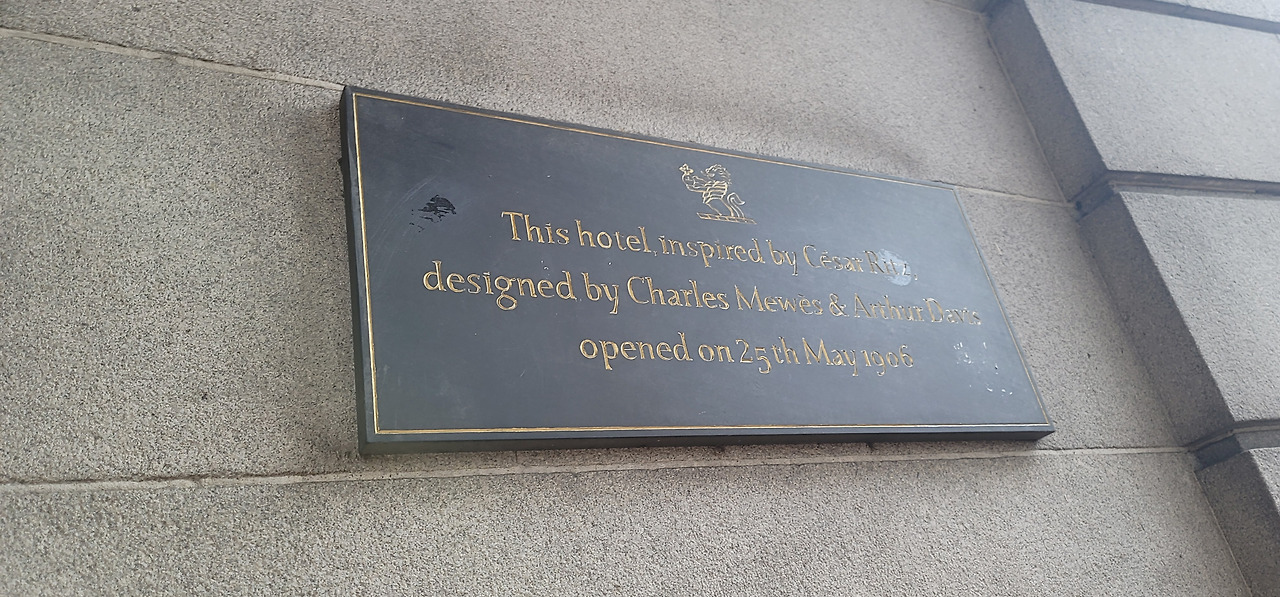 This hotel, inspired by César Ritz,
designed by Charles Mewès & Arthur Davis
opened on 25th May 1906